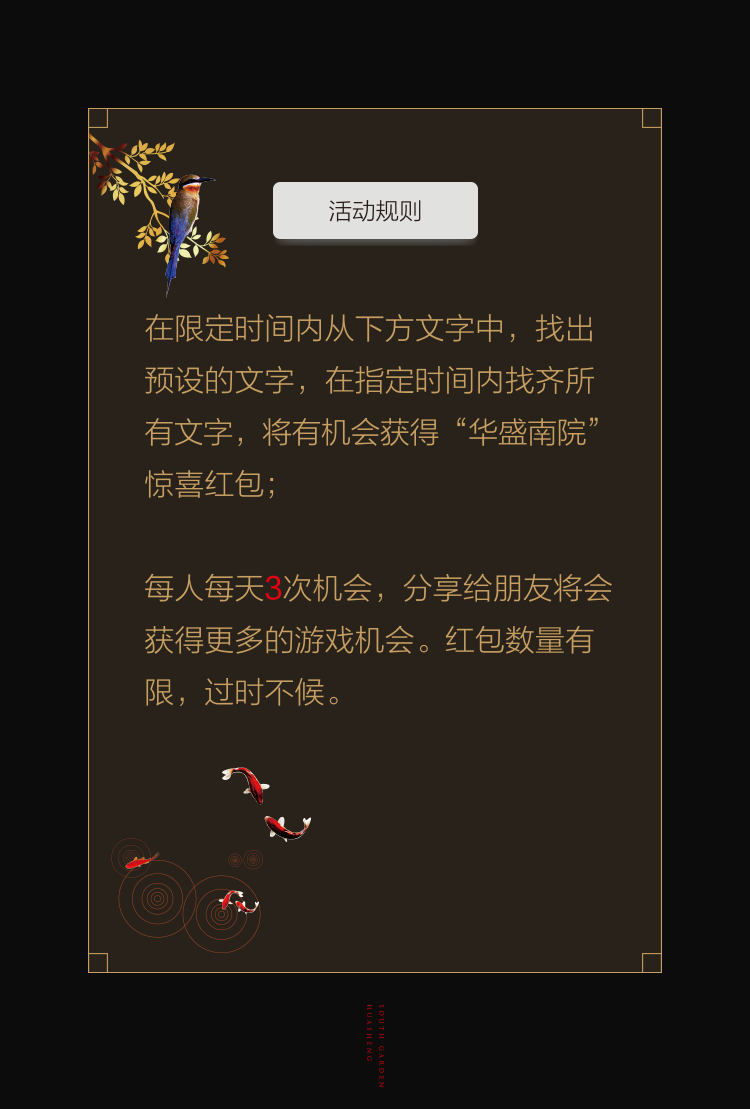 活动规则
在限定时间内从下方文字中，找出
预设的文字，在指定时间内找齐所
有文字，将有机会获得“华盛南院”
惊喜红包；
每人每天3次机会，分享给朋友将会
获得更多的游戏机会。红包数量有
限，过时不候。
SOUTH GARDEN
HUASHENG